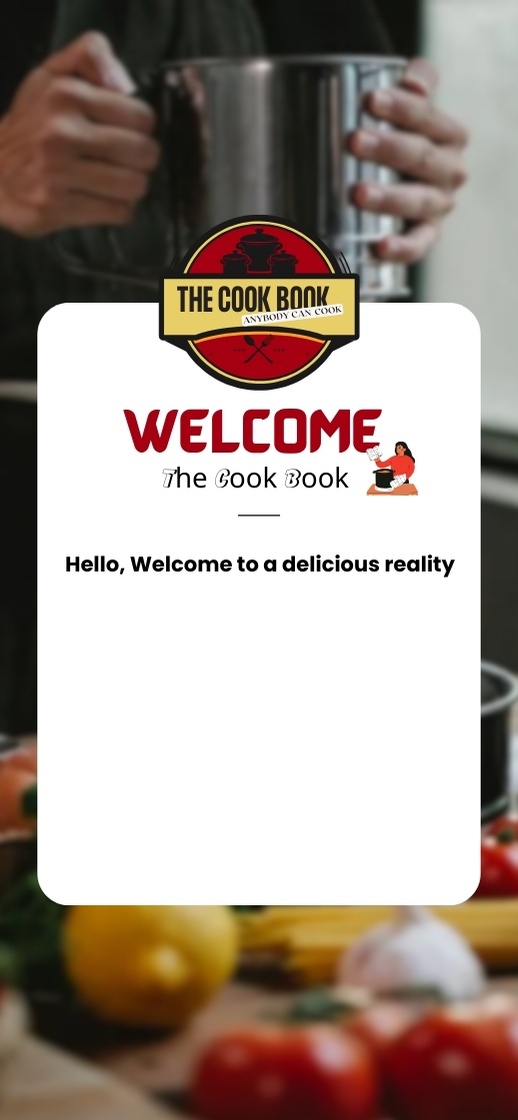 THE COOK BOOK
ANYBODY CAN COOK
WELCOME
The Cook Book
Hello, Welcome to a delicious reality